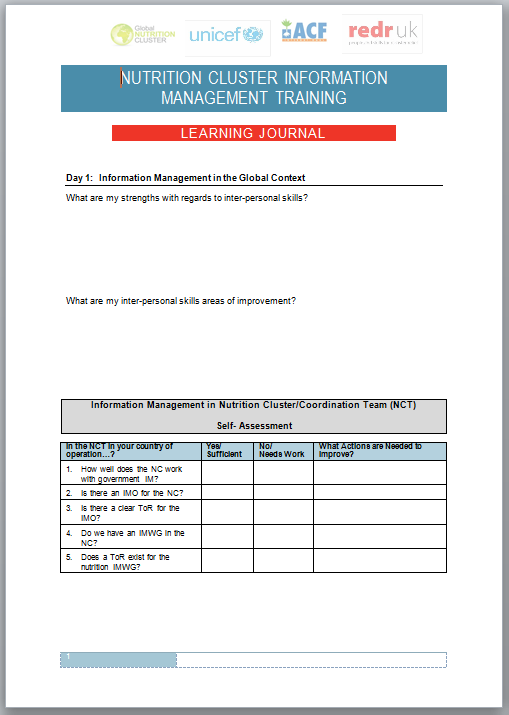 Global
NUTRITION
CLUSTER
unicef
ACF
redr uk
NUTRITION CLUSTER INFORMATION
MANAGEMENT TRAINING
LEARNING JOURNAL
Day 1: Information Management in the Global Context
What are my strengths with regards to inter-personal skills?
What are my inter-personal skills areas of improvement?
Information Management in Nutrition Cluster/Coordination Team (NCT)
Self- Assessment
In the NCT in your country of
operation…?
Yes/
Sufficient
No/
Needs Work
What Actions are Needed to
Improve?
1. How well does the NC work
with government IM?
2. Is there an IMO for the NC?
3. Is there a clear ToR for the
IMO?
4. Do we have an IMWG in the
NC?
5. Does a ToR exist for the
nutrition IMWG?
1